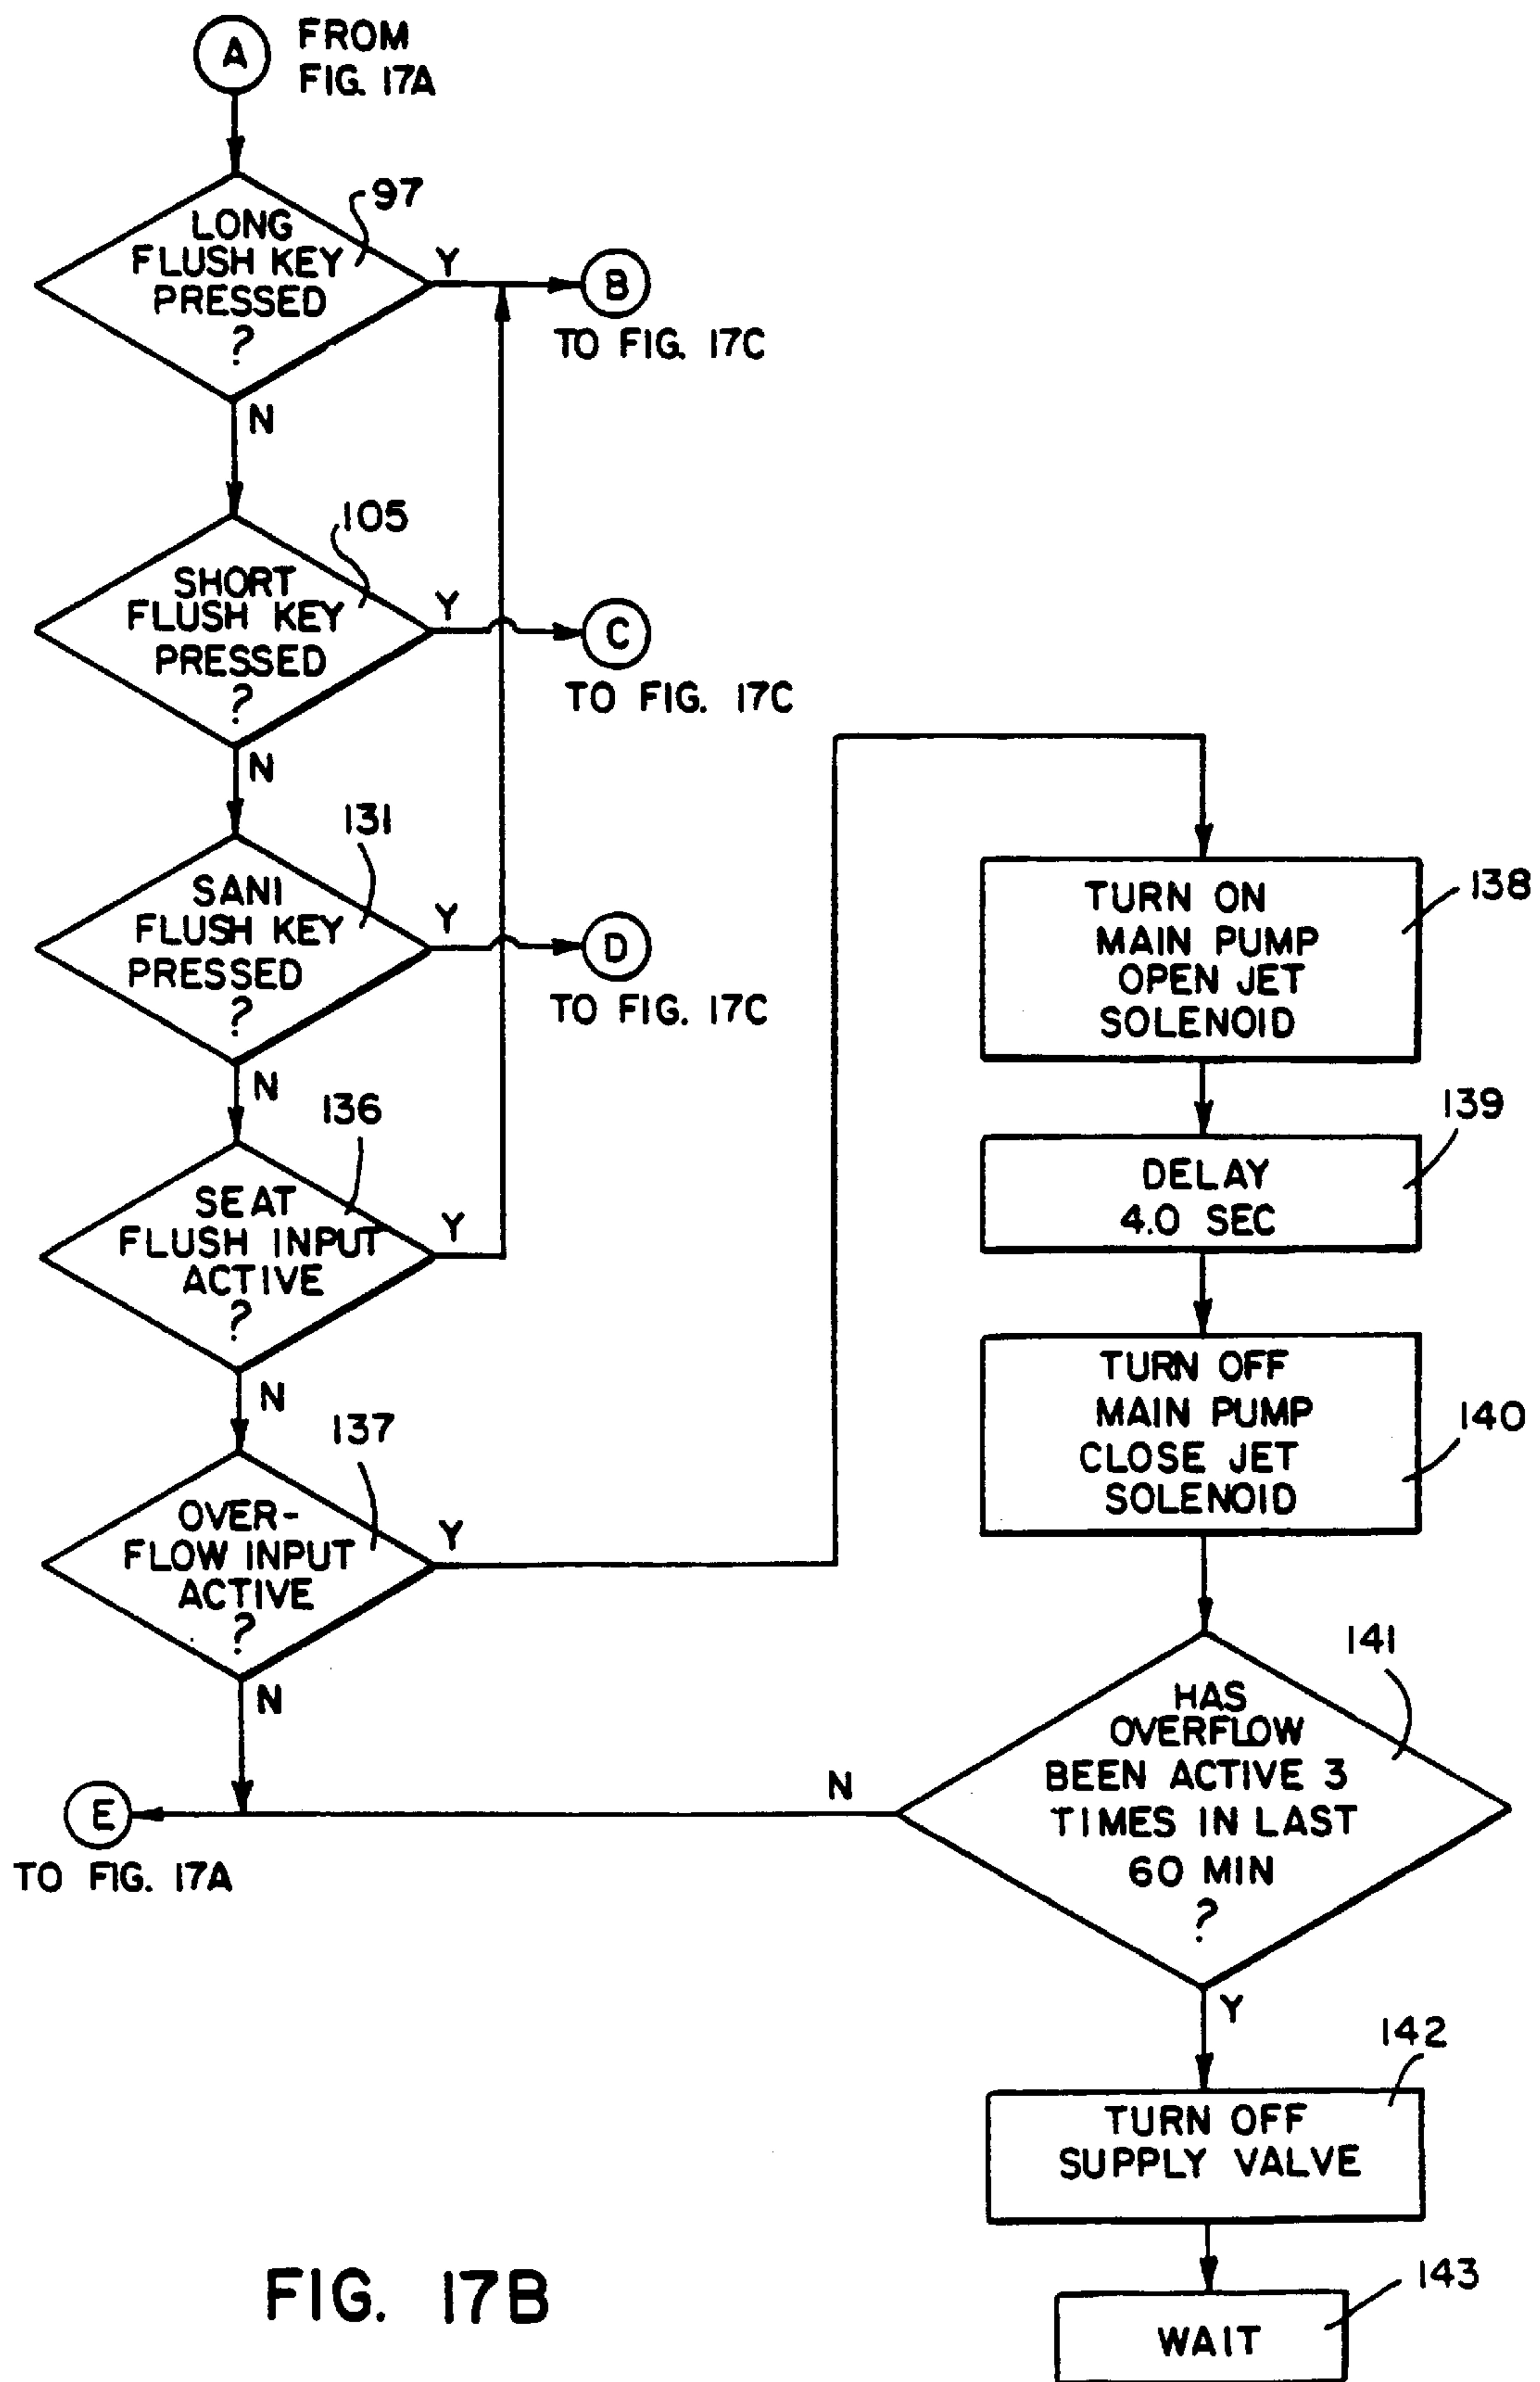 A
FROM
FIG. 17A
LONG
FLUSH KEY
PRESSED
?
97
Y
B
TO FIG. 17C
N
SHORT
FLUSH KEY
PRESSED
?
105
Y
C
TO FIG. 17C
N
SANI
FLUSH KEY
PRESSED
?
131
Y
D
TO FIG. 17C
N
SEAT
FLUSH INPUT
ACTIVE
?
136
Y
N
OVER-
FLOW INPUT
ACTIVE
?
137
Y
N
E
TO FIG. 17A
TURN ON
MAIN PUMP
OPEN JET
SOLENOID
138
DELAY
4.0 SEC
139
TURN OFF
MAIN PUMP
CLOSE JET
SOLENOID
140
HAS
OVERFLOW
BEEN ACTIVE 3
TIMES IN LAST
60 MIN
?
141
N
Y
TURN OFF
SUPPLY VALVE
142
WAIT
143
FIG. 17B